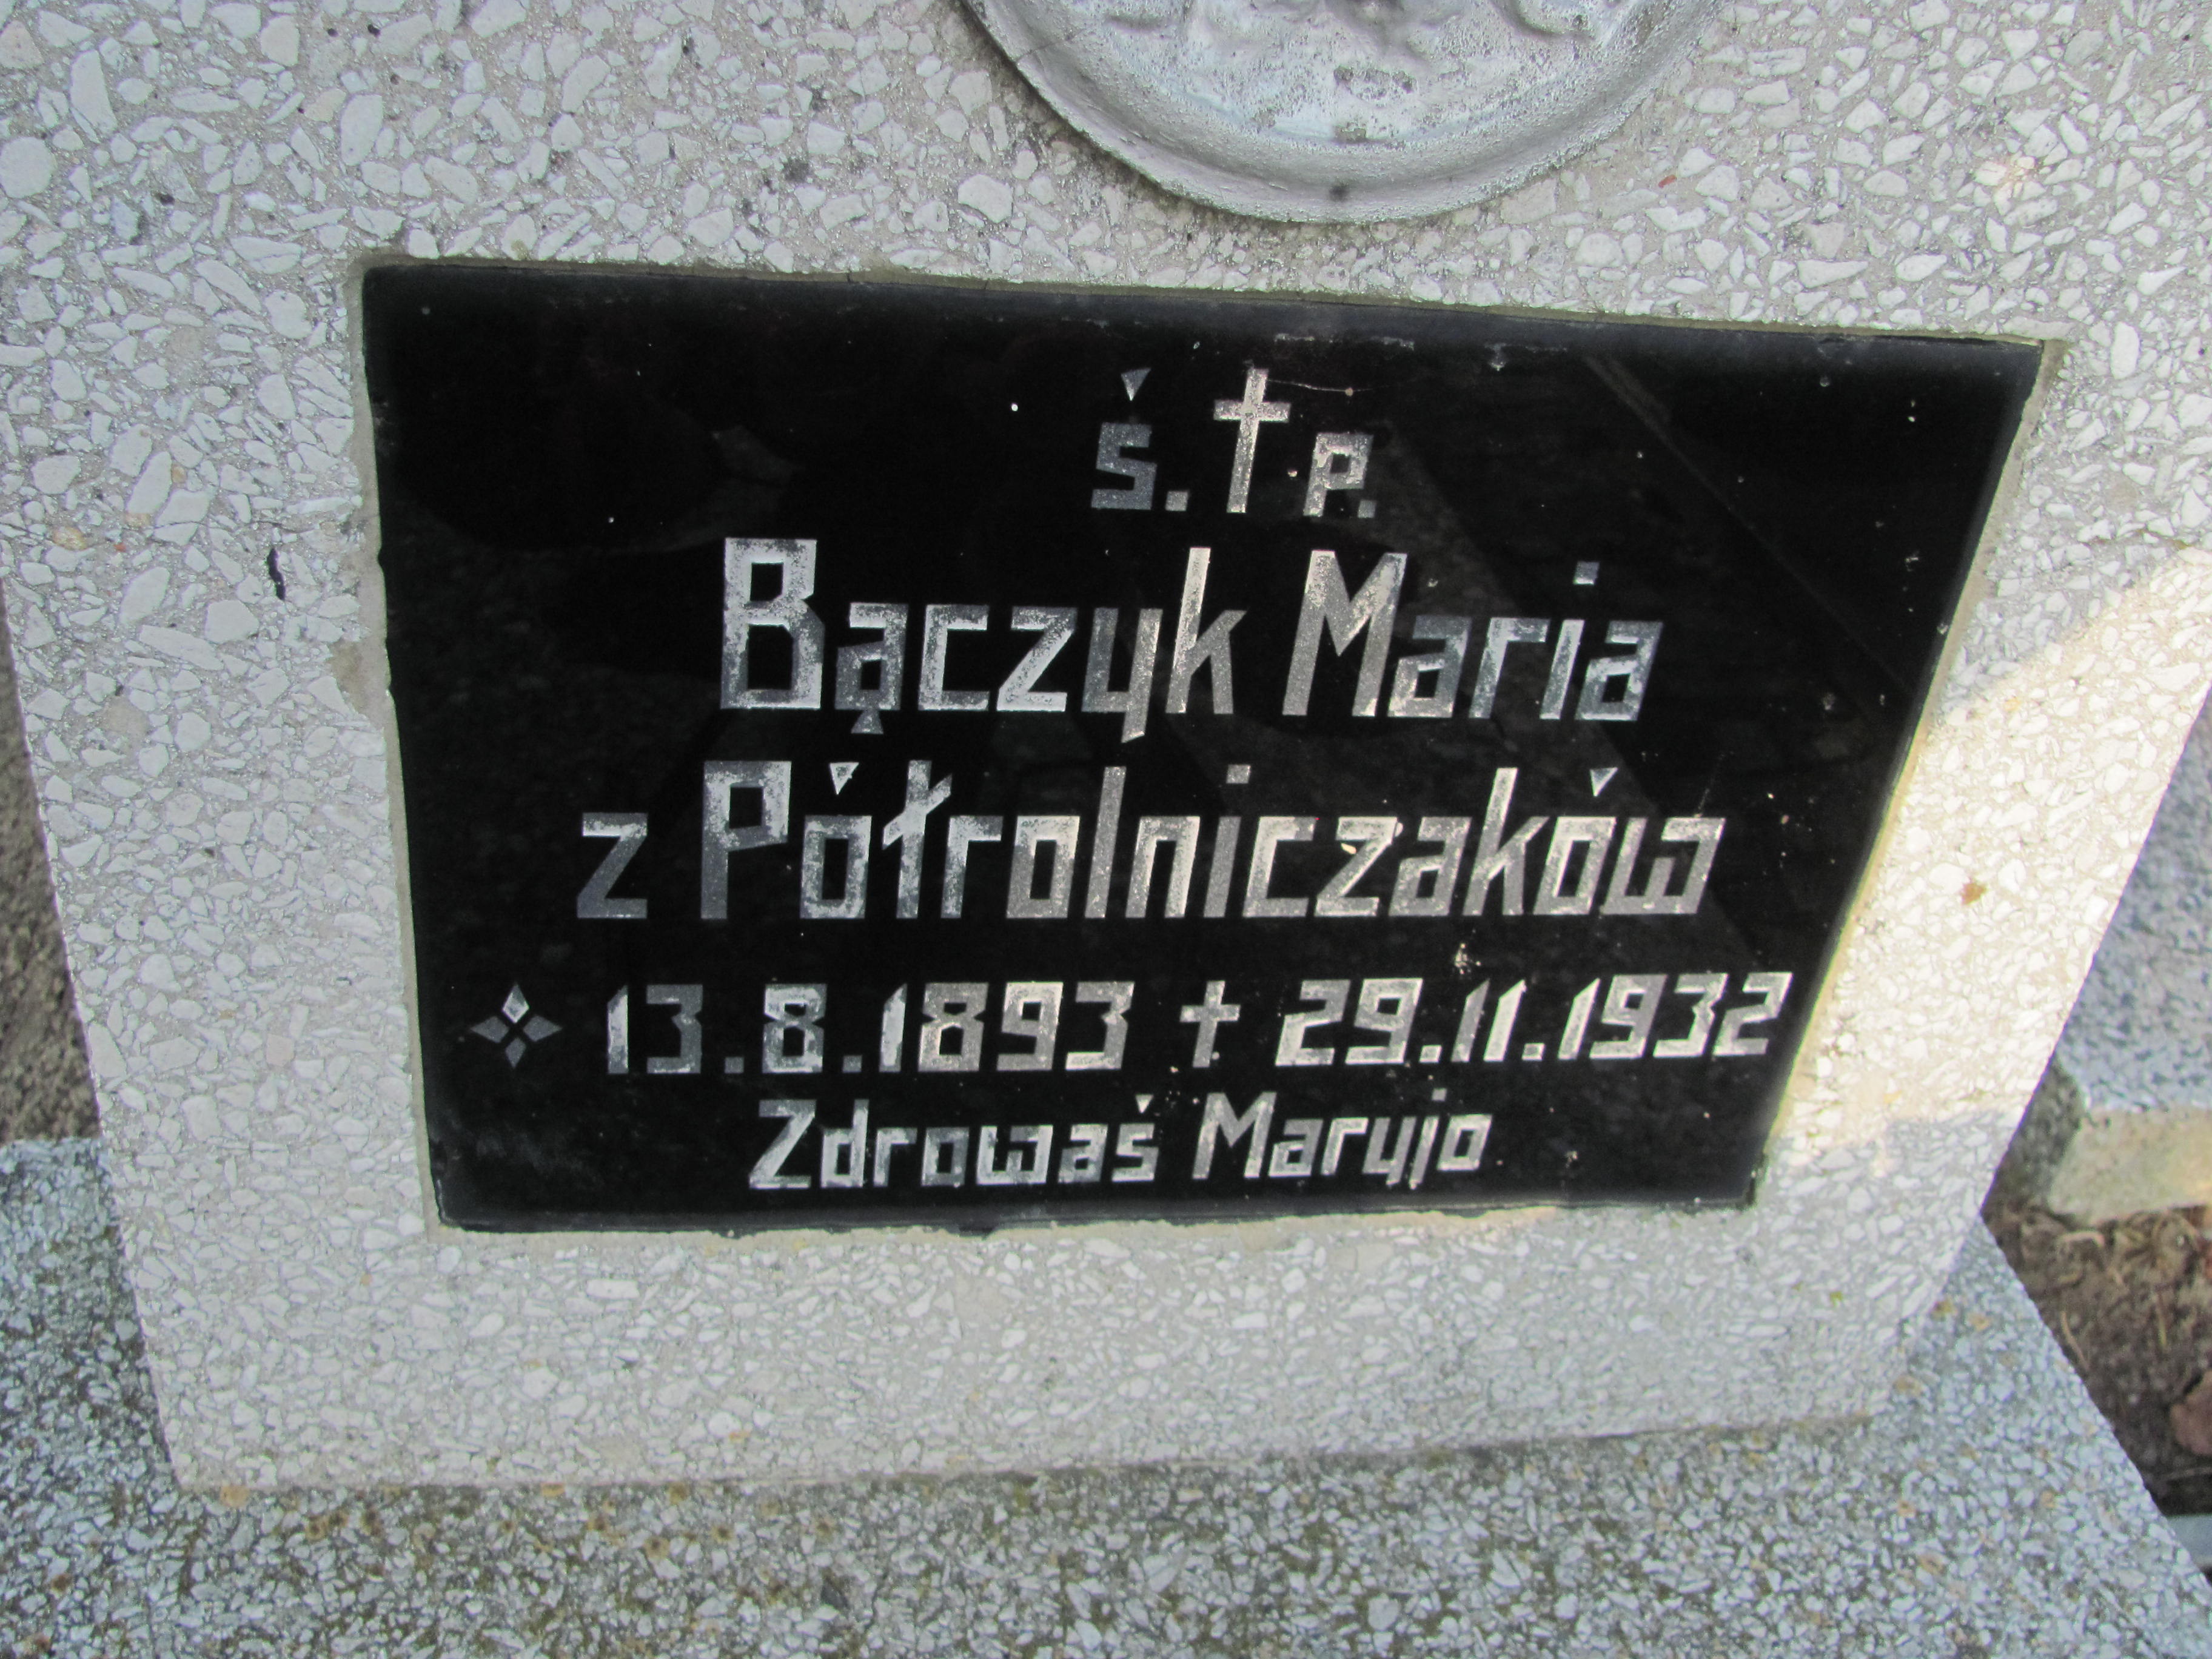 ś. † p.
Bączyk Maria
z Półrolniczaków
13.8.1893 † 29.11.1932
Zdrowaś Maryjo